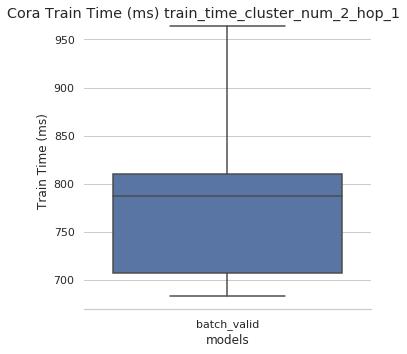 Cora Train Time (ms) train_time_cluster_num_2_hop_1
950
900
850
800
750
700
Train Time (ms)
batch_valid
models